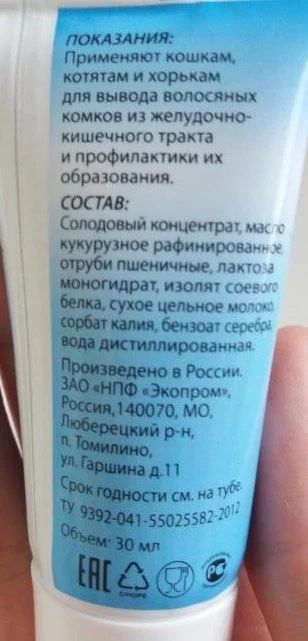 ПОКАЗАНИЯ:
Применяют кошкам,
котятам и хорькам
для вывода волосяных
комков из желудочно-
кишечного тракта
и профилактики их
образования.
СОСТАВ:
Солодовый концентрат, масло
кукурузное рафинированное,
отруби пшеничные, лактоза
моногидрат, изолят соевого
белка, сухое цельное молоко,
сорбат калия, бензоат серебра,
вода дистиллированная.
Произведено в России.
ЗАО «НПФ «Экопром»,
Россия,140070, МО,
Люберецкий р-н,
п. Томилино,
ул. Гаршина д.11
Срок годности см. на тубе.
ТУ 9392-041-55025582-2012
Объем: 30 мл
ЕАС
РС